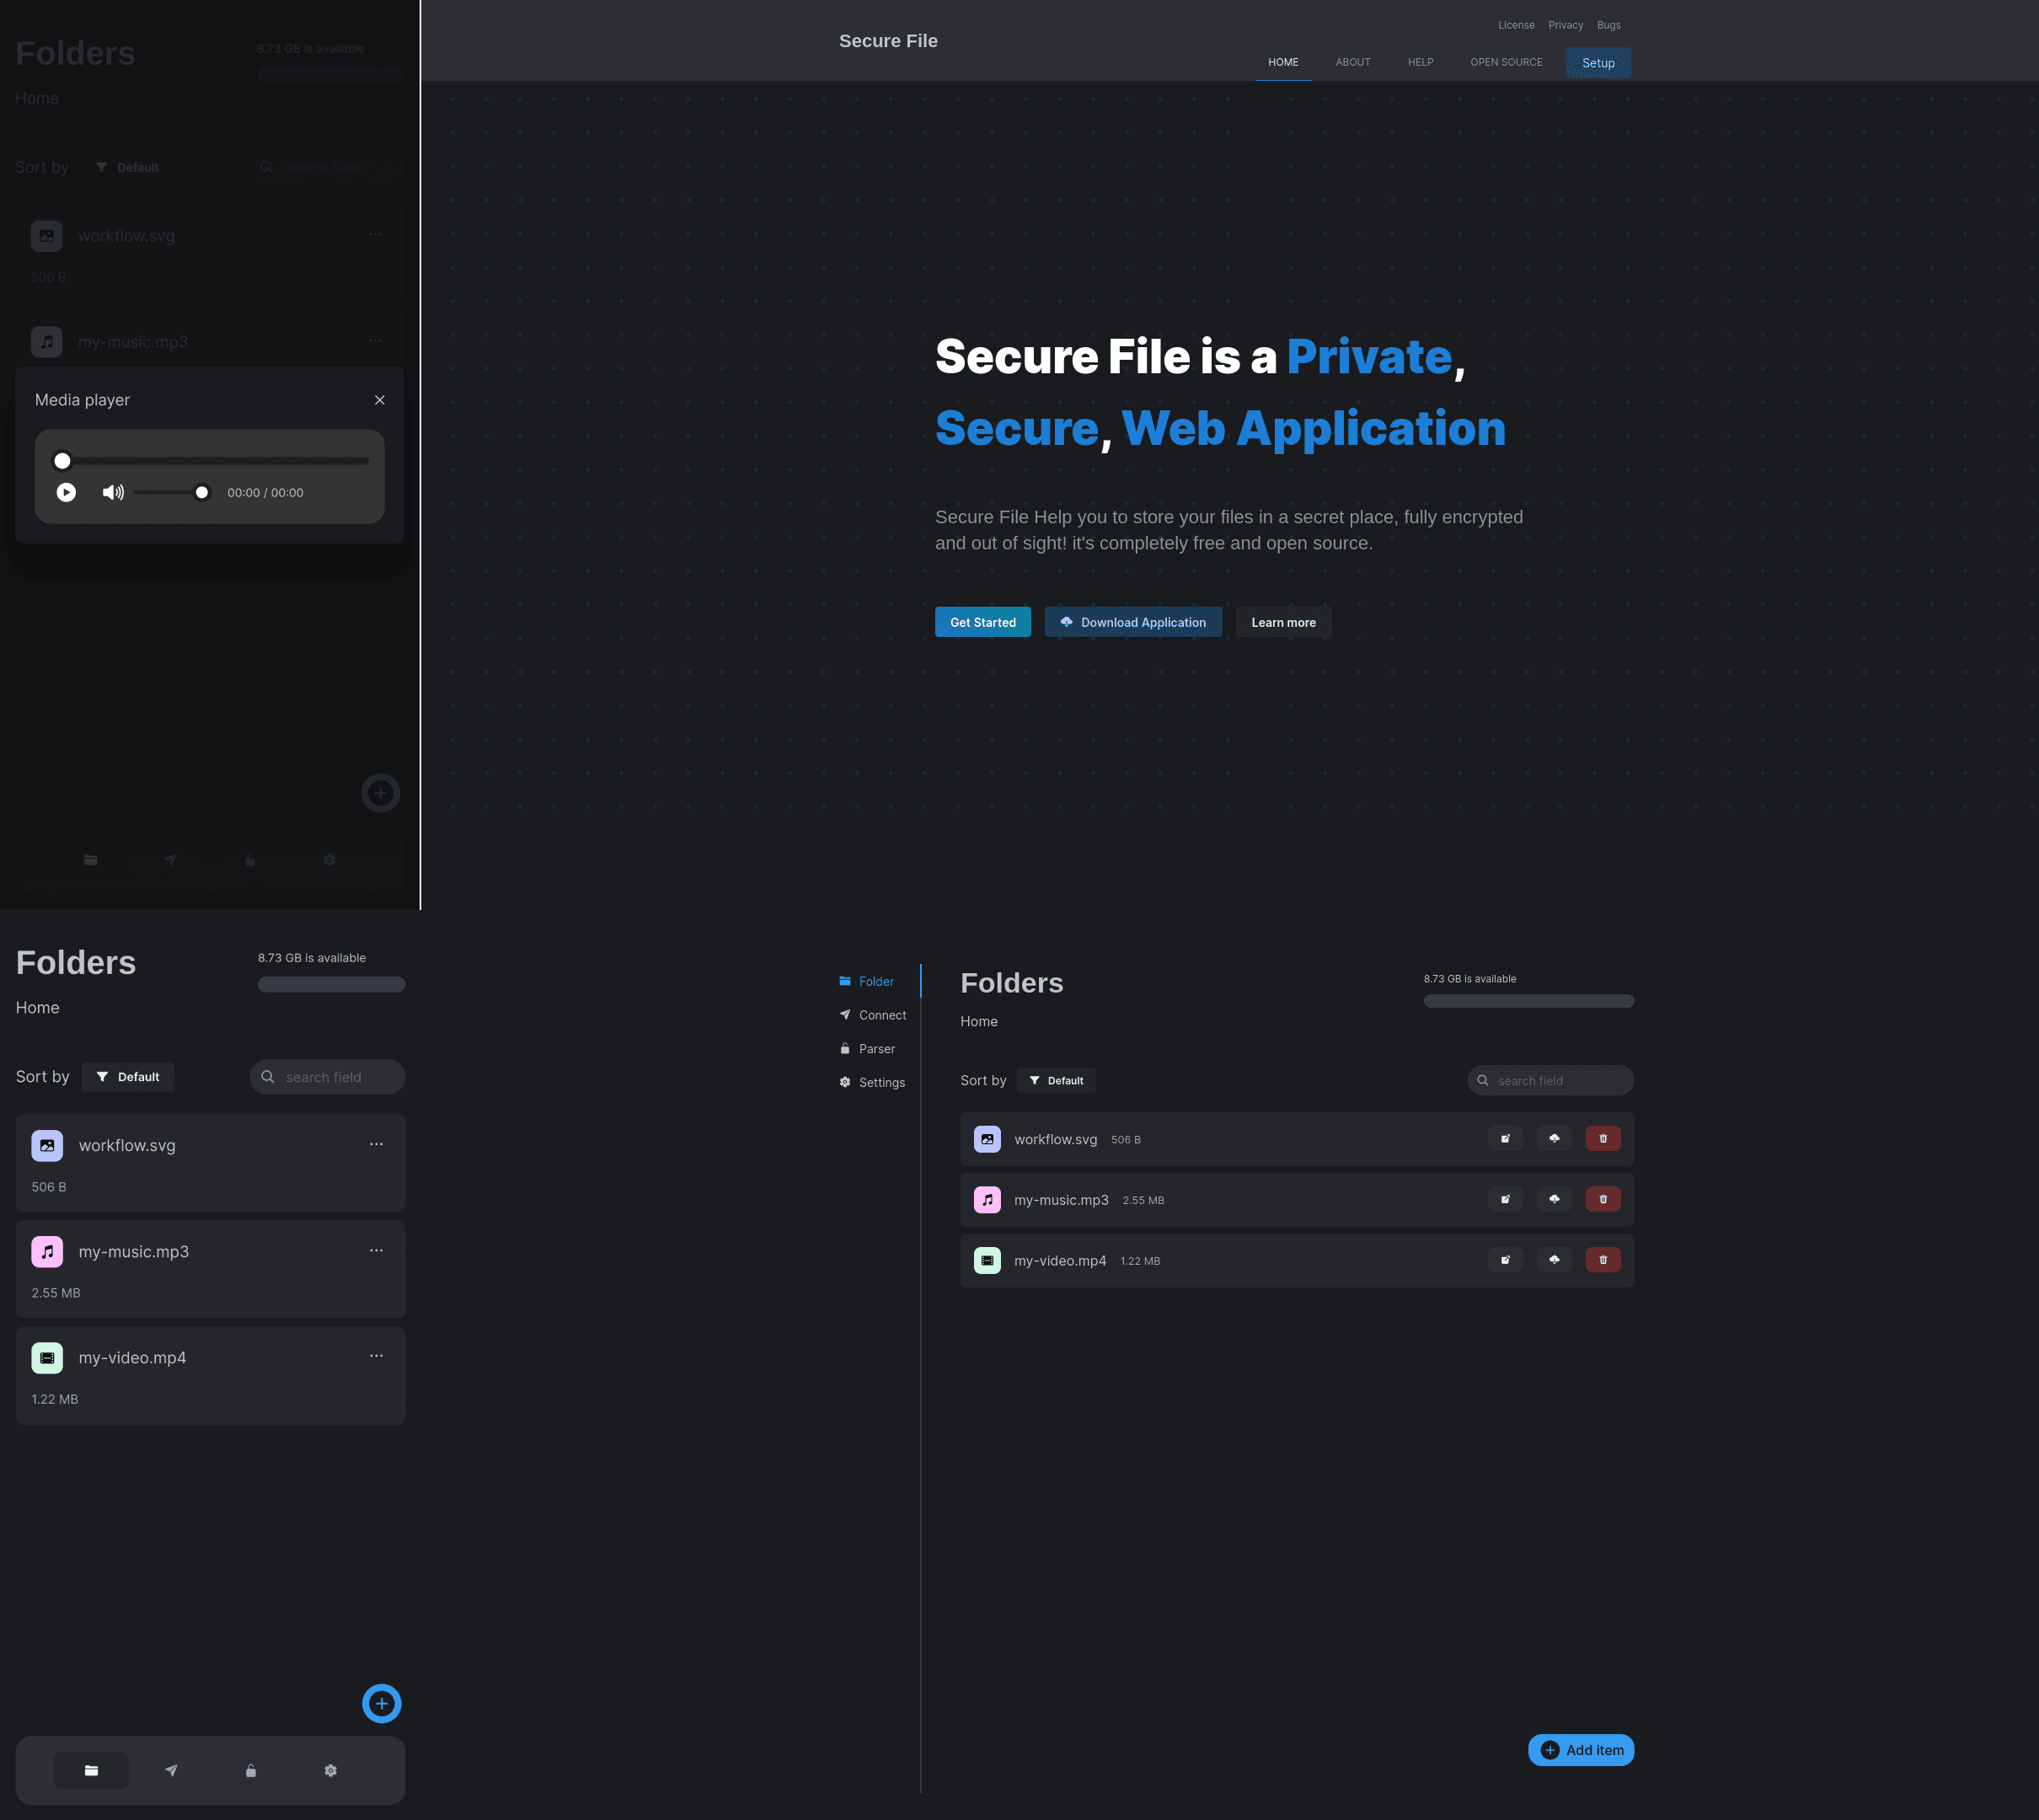 Folders
8.73 GB is available
Home
Sort by
Default
search field
workflow.svg
506 B
my-music.mp3
Media player
00:00 / 00:00
Secure File
License Privacy Bugs
HOME ABOUT HELP OPEN SOURCE Setup
Secure File is a Private,
Secure, Web Application
Secure File Help you to store your files in a secret place, fully encrypted
and out of sight! it's completely free and open source.
Get Started Download Application Learn more
Folders
8.73 GB is available
Home
Sort by Default search field
workflow.svg
506 B
my-music.mp3
2.55 MB
my-video.mp4
1.22 MB
Folder
Connect
Parser
Settings
Folders
8.73 GB is available
Home
Sort by Default search field
workflow.svg 506 B
my-music.mp3 2.55 MB
my-video.mp4 1.22 MB
Add item